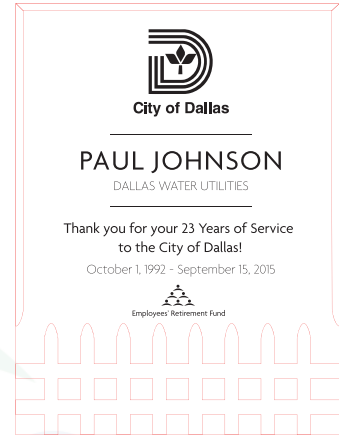 City of Dallas
PAUL JOHNSON
DALLAS WATER UTILITIES
Thank you for your 23 Years of Service
to the City of Dallas!
October 1, 1992 - September 15, 2015
Employees' Retirement Fund